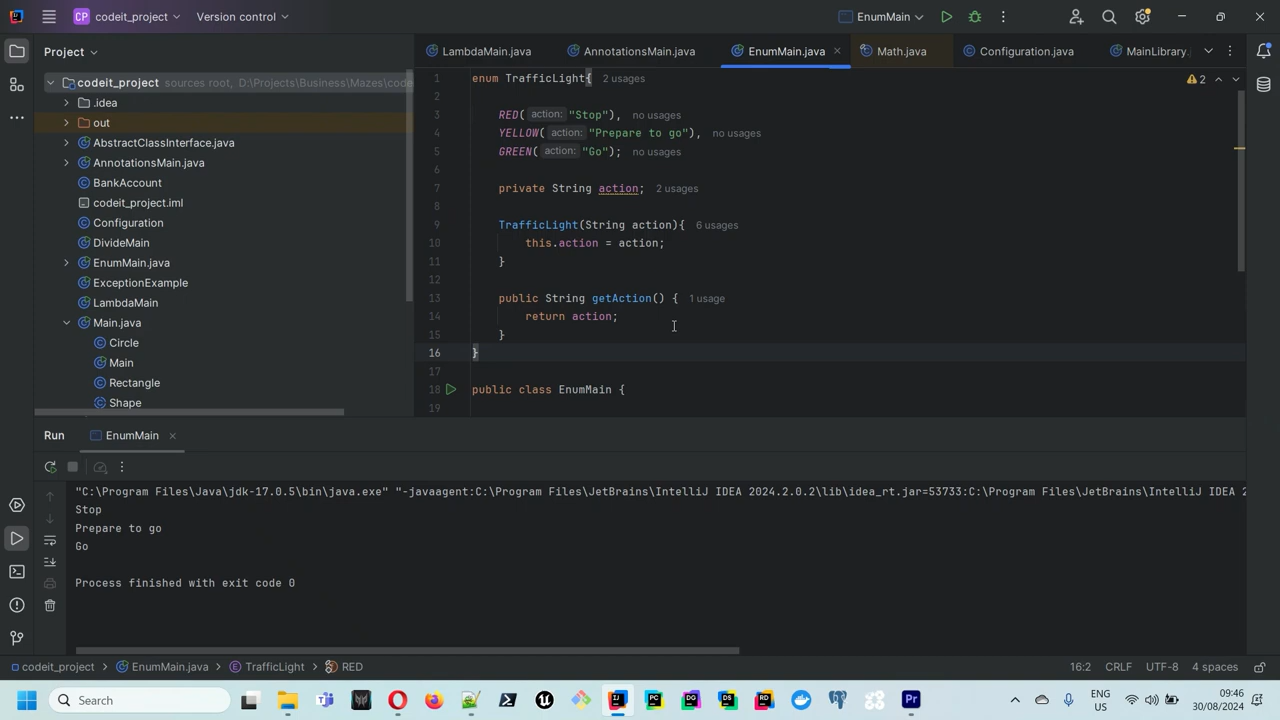 CP codeit_project Version control EnumMain
Project
LambdaMain.java AnnotationsMain.java EnumMain.java Math.java Configuration.java MainLibrary.
codeit_project sources root, D:\Projects\Business\Mazes\code
.idea
out
AbstractClassInterface.java
AnnotationsMain.java
BankAccount
codeit_project.iml
Configuration
DivideMain
EnumMain.java
ExceptionExample
LambdaMain
Main.java
Circle
Main
Rectangle
Shape
1 enum TrafficLight{ 2 usages
2
3 RED( action: "Stop"), no usages
4 YELLOW( action: "Prepare to go"), no usages
5 GREEN( action: "Go"); no usages
6
7 private String action; 2 usages
8
9 TrafficLight(String action){ 6 usages
10 this.action = action;
11 }
12
13 public String getAction() { 1 usage
14 return action;
15 }
16 }
17
18 public class EnumMain {
19
2
Run EnumMain
"C:\Program Files\Java\jdk-17.0.5\bin\java.exe" "-javaagent:C:\Program Files\JetBrains\IntelliJ IDEA 2024.2.0.2\lib\idea_rt.jar=53733:C:\Program Files\JetBrains\IntelliJ IDEA 2
Stop
Prepare to go
Go
Process finished with exit code 0
codeit_project > EnumMain.java > TrafficLight > RED 16:2 CRLF UTF-8 4 spaces
Search
PC DG DS RD Pr
ENG
US
09:46
30/08/2024